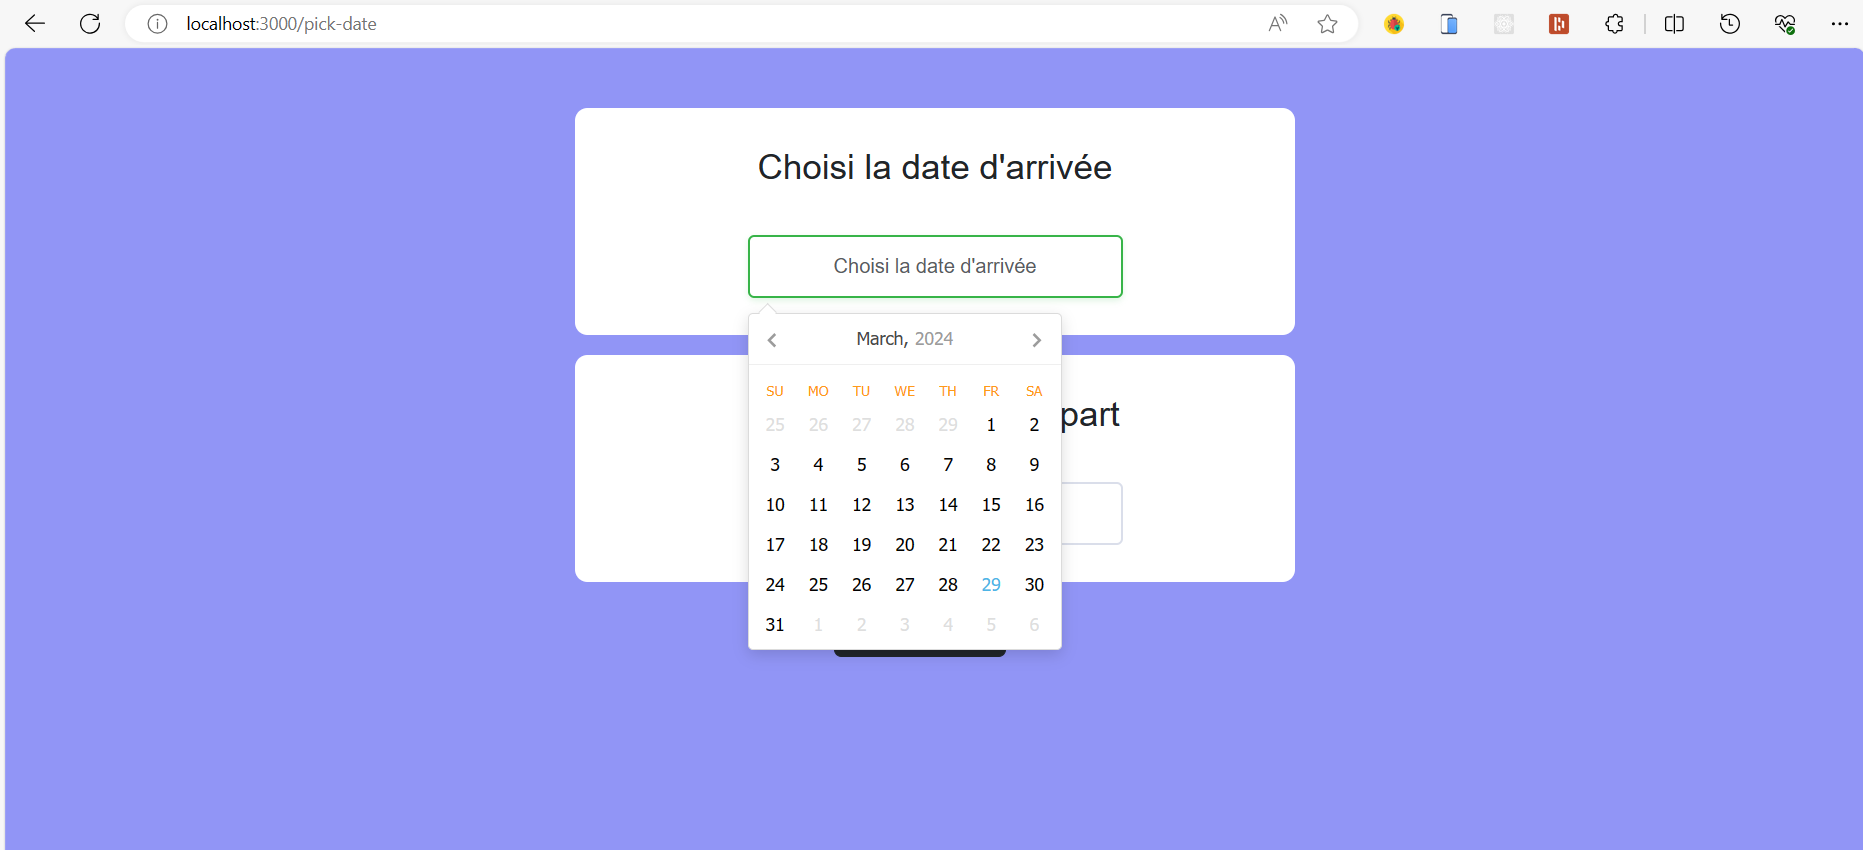 localhost:3000/pick-date
Choisi la date d'arrivée
Choisi la date d'arrivée
March, 2024
SU MO TU WE TH FR SA
part
25 26 27 28 29 1 2
3 4 5 6 7 8 9
10 11 12 13 14 15 16
17 18 19 20 21 22 23
24 25 26 27 28 29 30
31 1 2 3 4 5 6